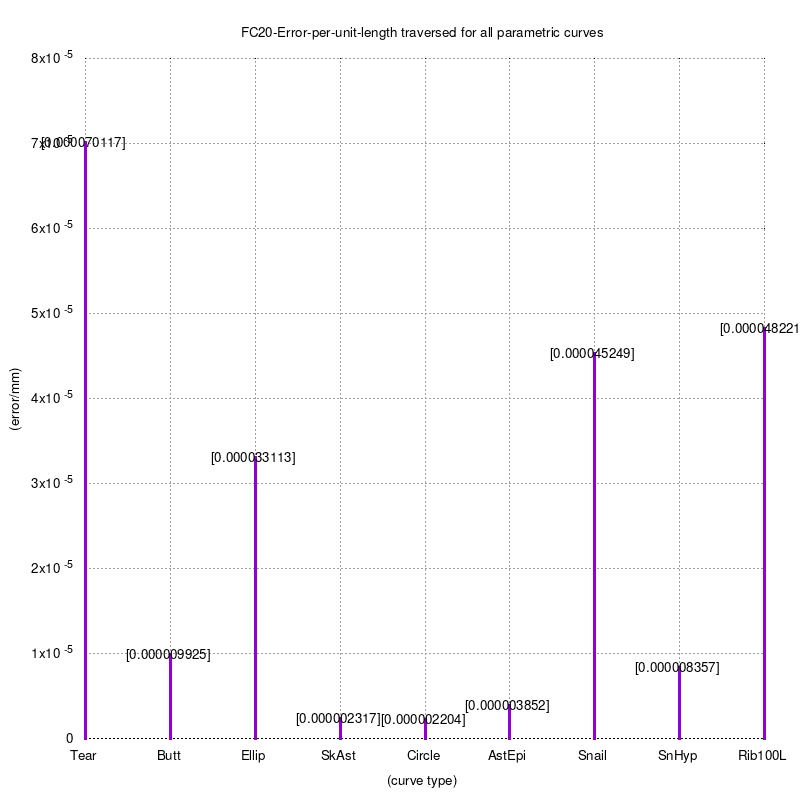 FC20-Error-per-unit-length traversed for all parametric curves
8x10 -5
7x10 -5
[0.000070117]
6x10 -5
5x10 -5
[0.000048221
[0.000045249]
4x10 -5
(error/mm)
[0.000033113]
3x10 -5
2x10 -5
1x10 -5
[0.000009925]
[0.000008357]
[0.000003852]
[0.000002317] [0.000002204]
0
Tear Butt Ellip SkAst Circle AstEpi Snail SnHyp Rib100L
(curve type)